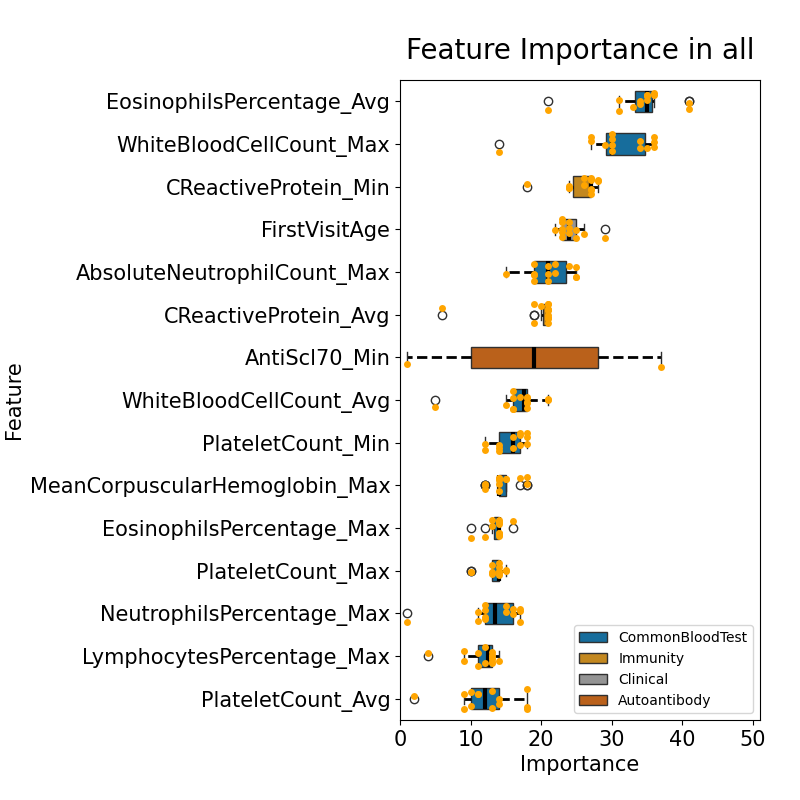 Feature Importance in all
EosinophilsPercentage_Avg
WhiteBloodCellCount_Max
CReactiveProtein_Min
FirstVisitAge
AbsoluteNeutrophilCount_Max
CReactiveProtein_Avg
AntiScl70_Min
WhiteBloodCellCount_Avg
PlateletCount_Min
MeanCorpuscularHemoglobin_Max
EosinophilsPercentage_Max
PlateletCount_Max
NeutrophilsPercentage_Max
LymphocytesPercentage_Max
PlateletCount_Avg
Feature
CommonBloodTest
Immunity
Clinical
Autoantibody
0 10 20 30 40 50
Importance